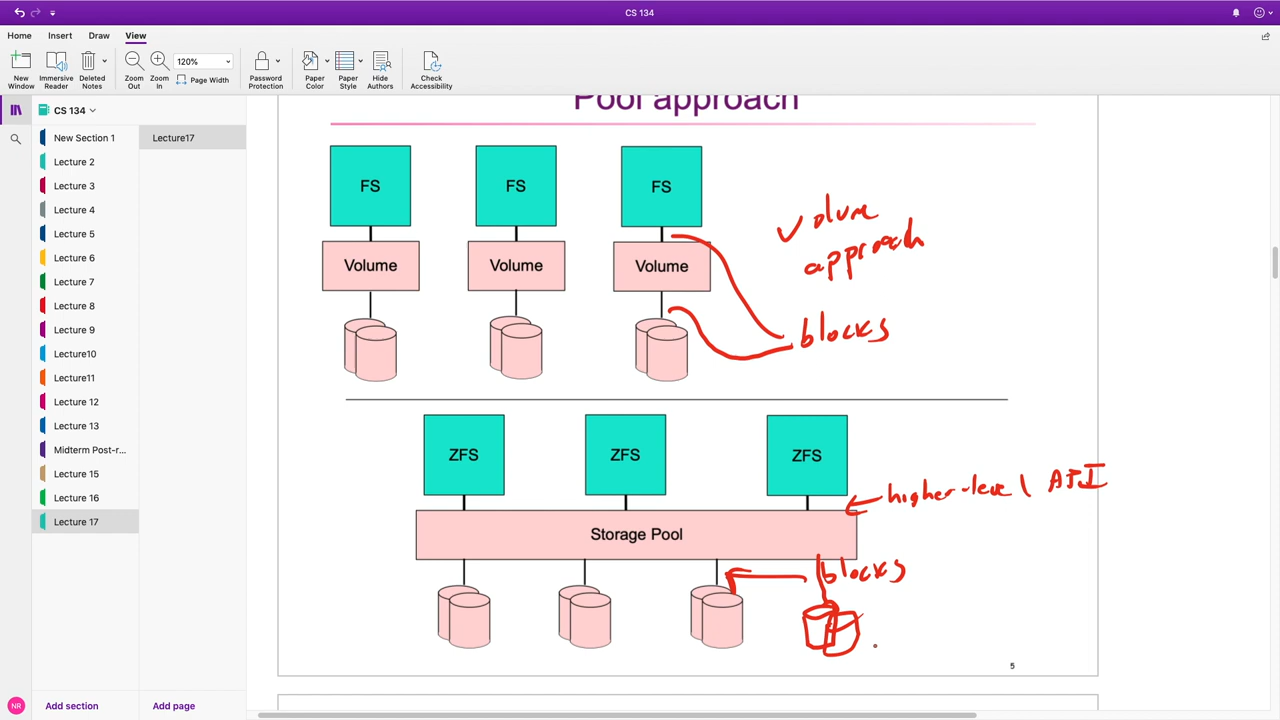 CS 134
Home Insert Draw View
120%
Page Width
New Window
Immersive Reader
Deleted Notes
Zoom Out
Zoom In
Password Protection
Paper Color
Paper Style
Hide Authors
Check Accessibility
CS 134
New Section 1
Lecture 2
Lecture 3
Lecture 4
Lecture 5
Lecture 6
Lecture 7
Lecture 8
Lecture 9
Lecture10
Lecture11
Lecture 12
Lecture 13
Midterm Post-r...
Lecture 15
Lecture 16
Lecture 17
Lecture17
Pool approach
FS FS FS
Volume Volume Volume
volume
approach
blocks
ZFS ZFS ZFS
higher-level API
Storage Pool
blocks
5
NR
Add section
Add page